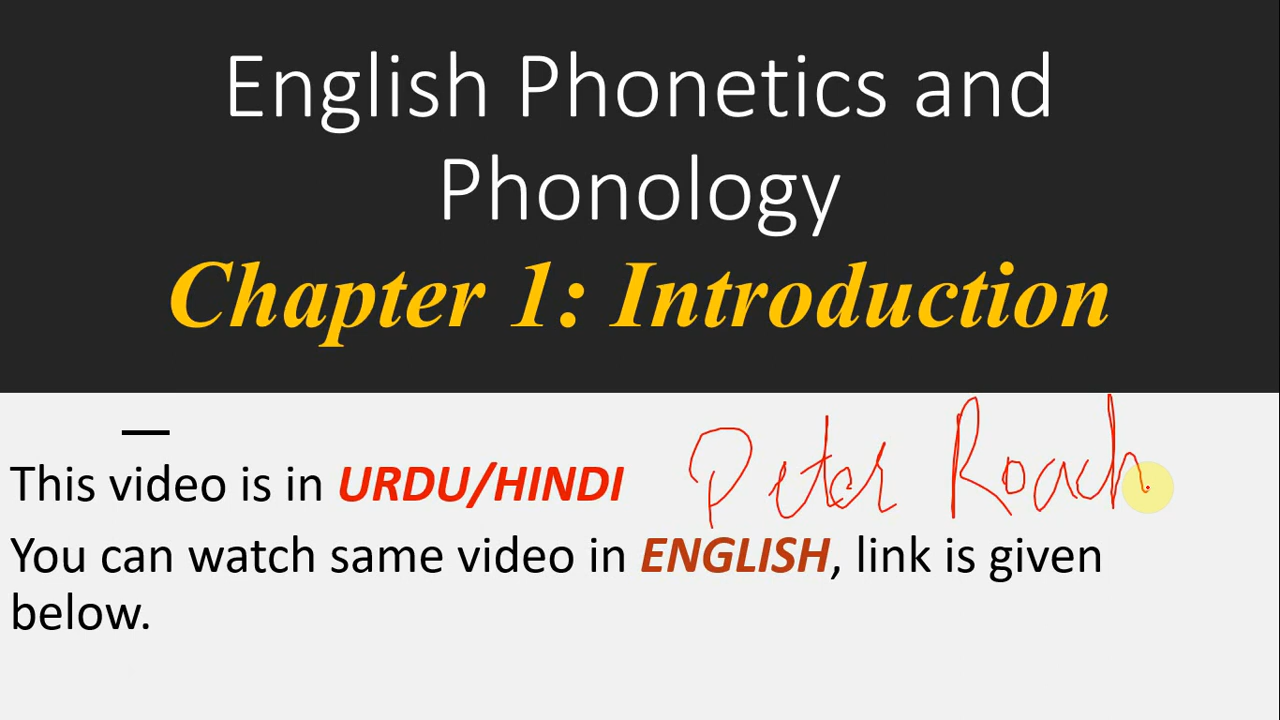 English Phonetics and
Phonology
Chapter 1: Introduction
This video is in URDU/HINDI
Peter Roach
You can watch same video in ENGLISH, link is given
below.